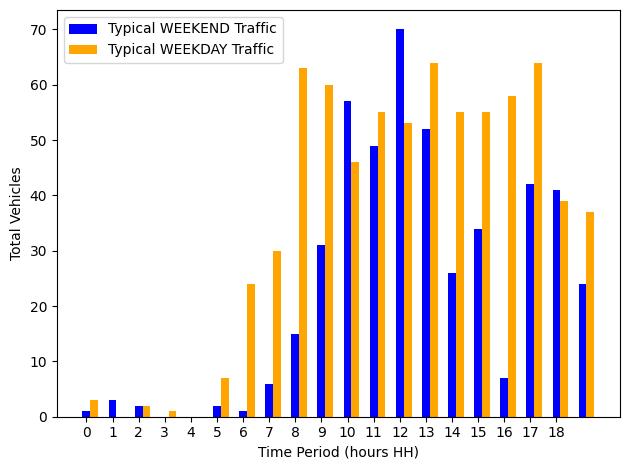 Typical WEEKEND Traffic
Typical WEEKDAY Traffic
70
60
50
40
30
20
10
0
Total Vehicles
0 1 2 3 4 5 6 7 8 9 10 11 12 13 14 15 16 17 18
Time Period (hours HH)